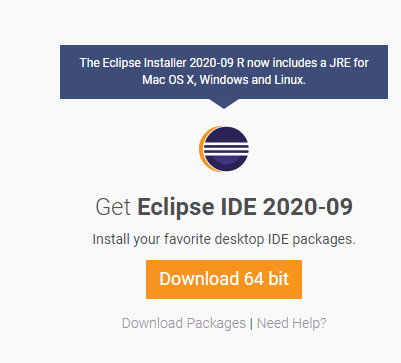 The Eclipse Installer 2020-09 R now includes a JRE for
Mac OS X, Windows and Linux.
Get Eclipse IDE 2020-09
Install your favorite desktop IDE packages.
Download 64 bit
Download Packages | Need Help?